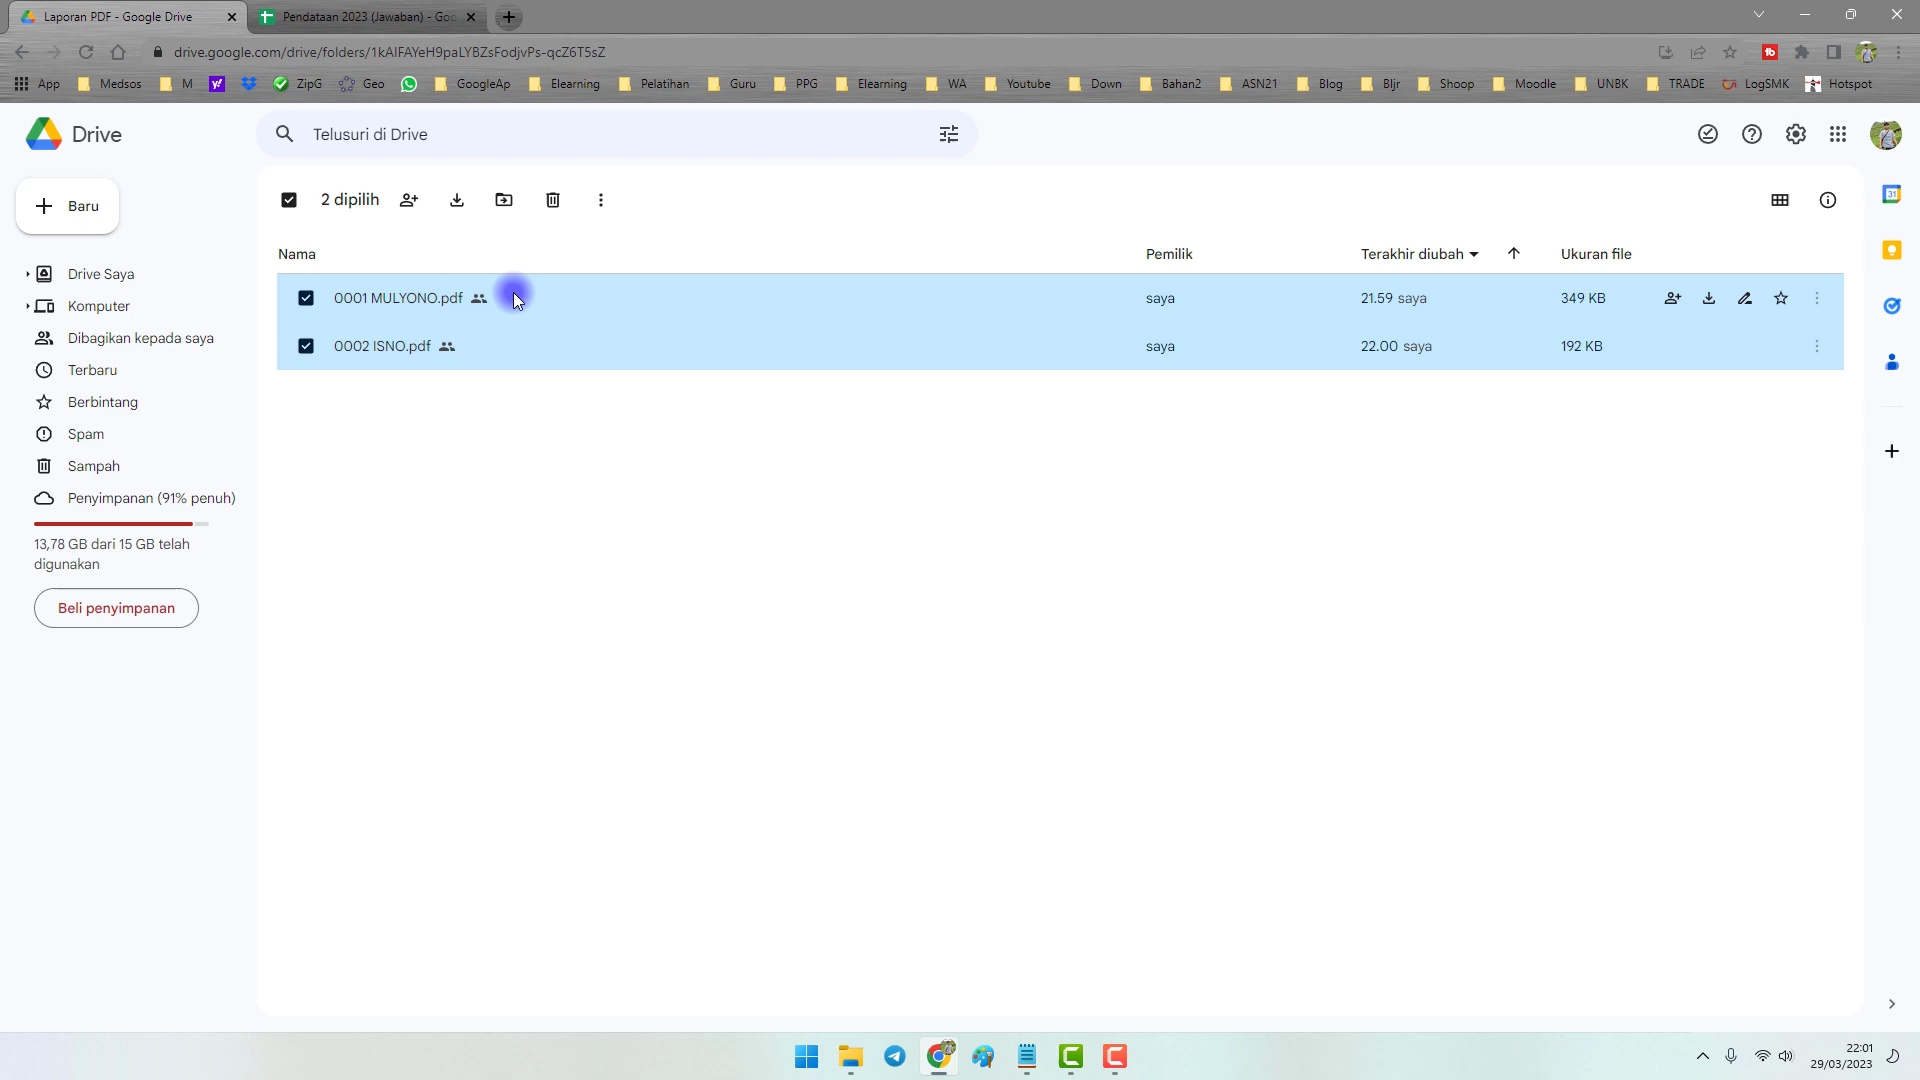 Laporan PDF - Google Drive
Pendataan 2023 (Jawaban) - Goo
drive.google.com/drive/folders/1kAIFAYeH9paLYBZsFodjvPs-qcZ6T5sZ
App Medsos M ZipG Geo GoogleAp Elearning Pelatihan Guru PPG Elearning WA Youtube Down Bahan2 ASN21 Blog Bljr Shoop Moodle UNBK TRADE LogSMK Hotspot
Drive
Telusuri di Drive
Baru
2 dipilih
Nama Pemilik Terakhir diubah Ukuran file
0001 MULYONO.pdf saya 21.59 saya 349 KB
0002 ISNO.pdf saya 22.00 saya 192 KB
Drive Saya
Komputer
Dibagikan kepada saya
Terbaru
Berbintang
Spam
Sampah
Penyimpanan (91% penuh)
13,78 GB dari 15 GB telah
digunakan
Beli penyimpanan
31
22:01
29/03/2023